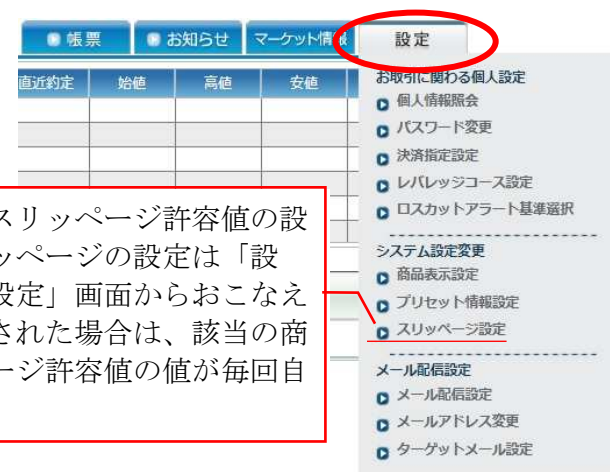 帳票
お知らせ
マーケット情報
設定
直近約定 始値 高値 安値
お取引に関わる個人設定
個人情報照会
パスワード変更
決済指定設定
レバレッジコース設定
ロスカットアラート基準選択
システム設定変更
商品表示設定
プリセット情報設定
スリッページ設定
メール配信設定
メール配信設定
メールアドレス変更
ターゲットメール設定
スリッページ許容値の設
ッページの設定は「設
設定」画面からおこなえ
された場合は、該当の商
ージ許容値の値が毎回自